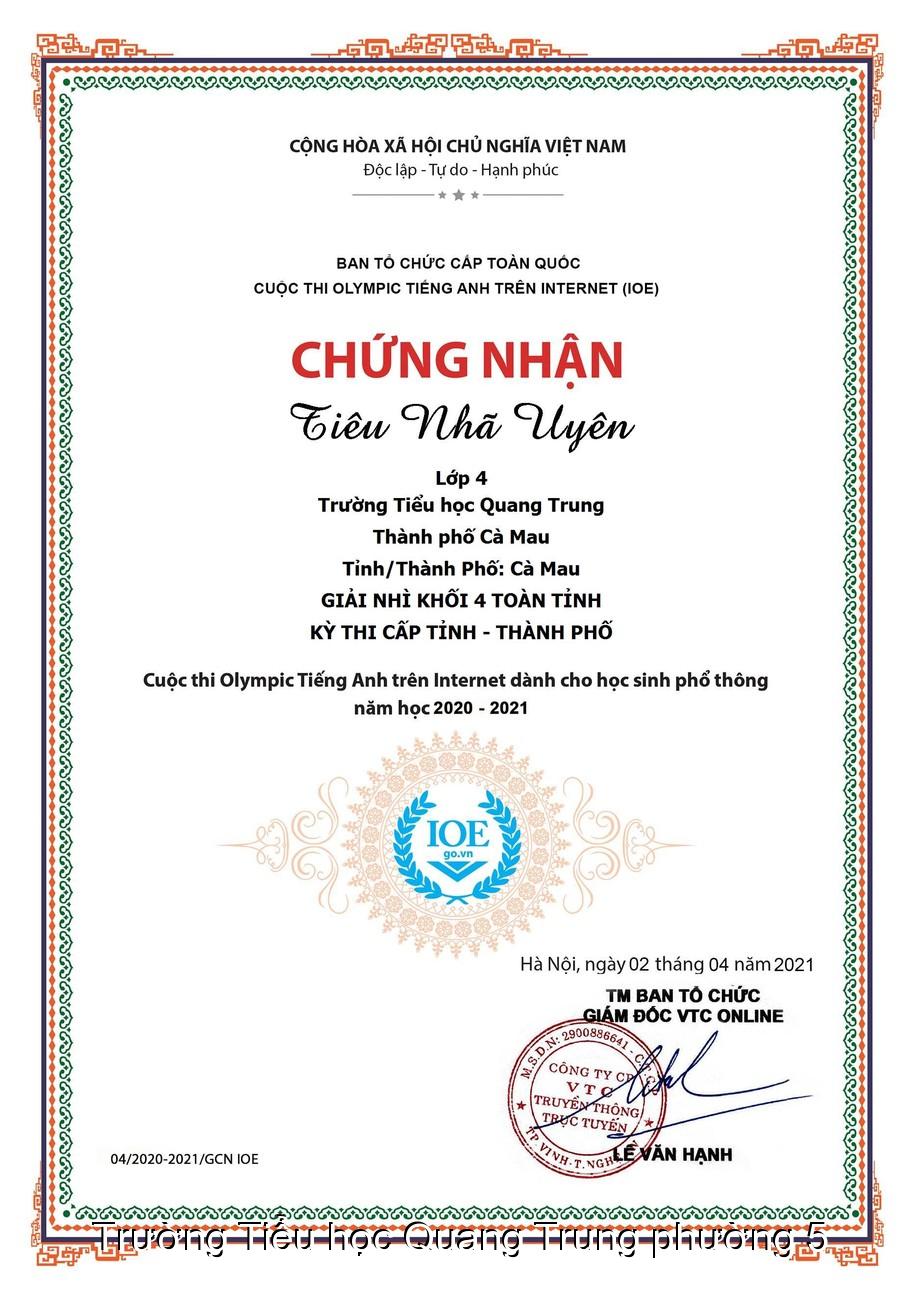 CỘNG HÒA XÃ HỘI CHỦ NGHĨA VIỆT NAM
Độc lập - Tự do - Hạnh phúc
BAN TỔ CHỨC CẤP TOÀN QUỐC
CUỘC THI OLYMPIC TIẾNG ANH TRÊN INTERNET (IOE)
CHỨNG NHẬN
Tiêu Nhã Uyên
Lớp 4
Trường Tiểu học Quang Trung
Thành phố Cà Mau
Tỉnh/Thành Phố: Cà Mau
GIẢI NHÌ KHỐI 4 TOÀN TỈNH
KỲ THI CẤP TỈNH - THÀNH PHỐ
Cuộc thi Olympic Tiếng Anh trên Internet dành cho học sinh phổ thông
năm học 2020 - 2021
IOE
go.vn
Hà Nội, ngày 02 tháng 04 năm 2021
TM BAN TỔ CHỨC
GIÁM ĐỐC VTC ONLINE
M.S.D.N: 2900886641 - C.T.C.P
CÔNG TY CP
VTC
TRUYỀN THÔNG
TRỰC TUYẾN
TP.VINH-T.NGHỆ AN
LÊ VĂN HẠNH
04/2020-2021/GCN IOE
Trường Tiểu học Quang Trung phường 5